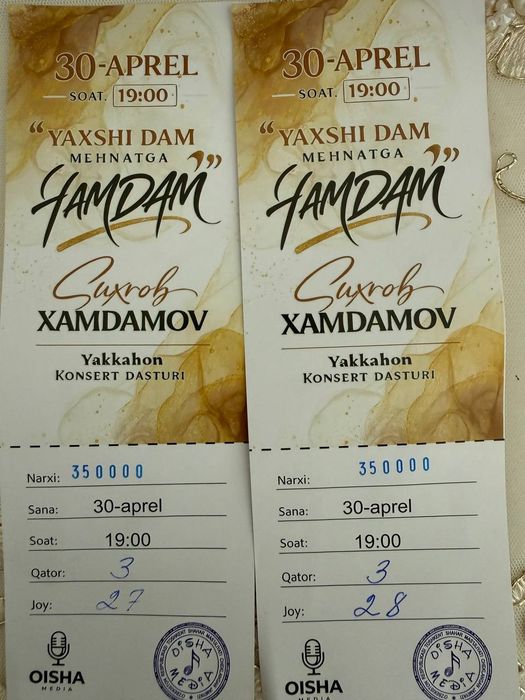 30-APREL
SOAT. 19:00
“YAXSHI DAM
MEHNATGA
HAMDAM”
Suxrob
XAMDAMOV
Yakkahon
KONSERT DASTURI
Narxi: 350000
Sana: 30-aprel
Soat: 19:00
Qator: 3
Joy: 27
OISHA
MEDIA
OISHA
MEDIA
30-APREL
SOAT. 19:00
“YAXSHI DAM
MEHNATGA
HAMDAM”
Suxrob
XAMDAMOV
Yakkahon
KONSERT DASTURI
Narxi: 350000
Sana: 30-aprel
Soat: 19:00
Qator: 3
Joy: 28
OISHA
MEDIA
OISHA
MEDIA